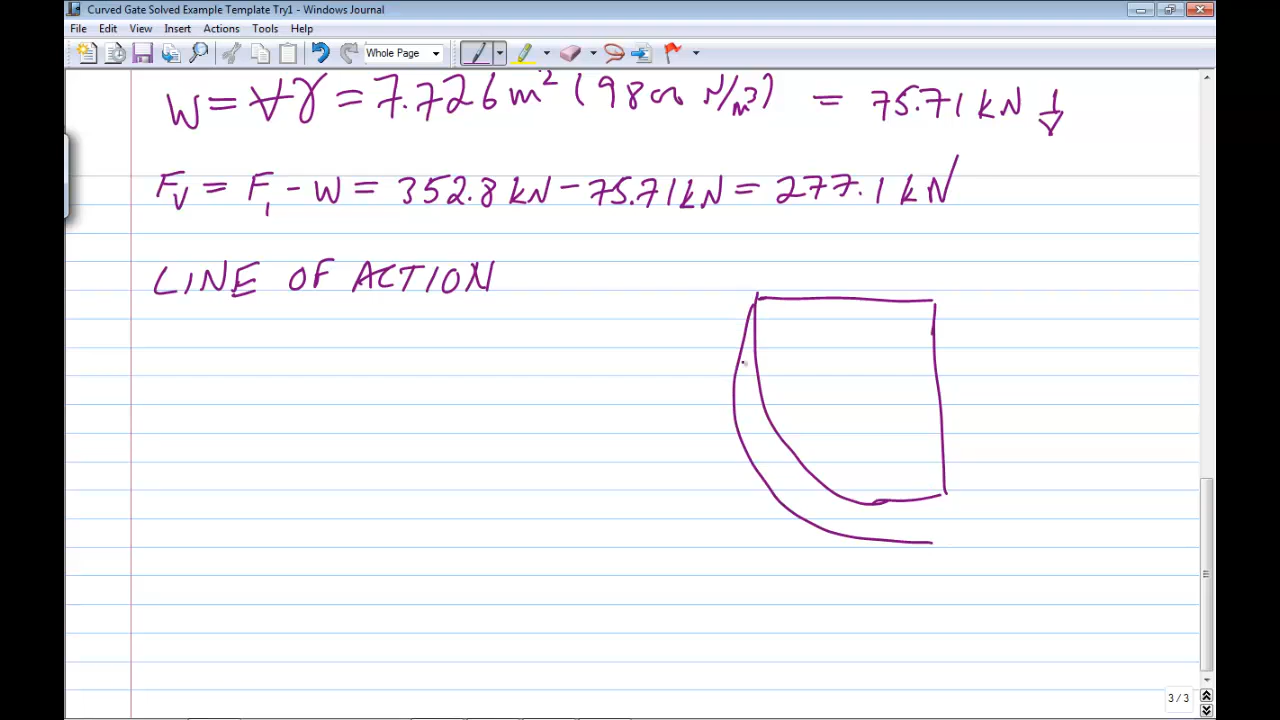 Curved Gate Solved Example Template Try1 - Windows Journal
File Edit View Insert Actions Tools Help
Whole Page
W = ∀γ = 7.726 m² (9800 N/m³) = 75.71 kN ↓
Fv = F₁ - W = 352.8 kN - 75.71 kN = 277.1 kN
LINE OF ACTION
3 / 3